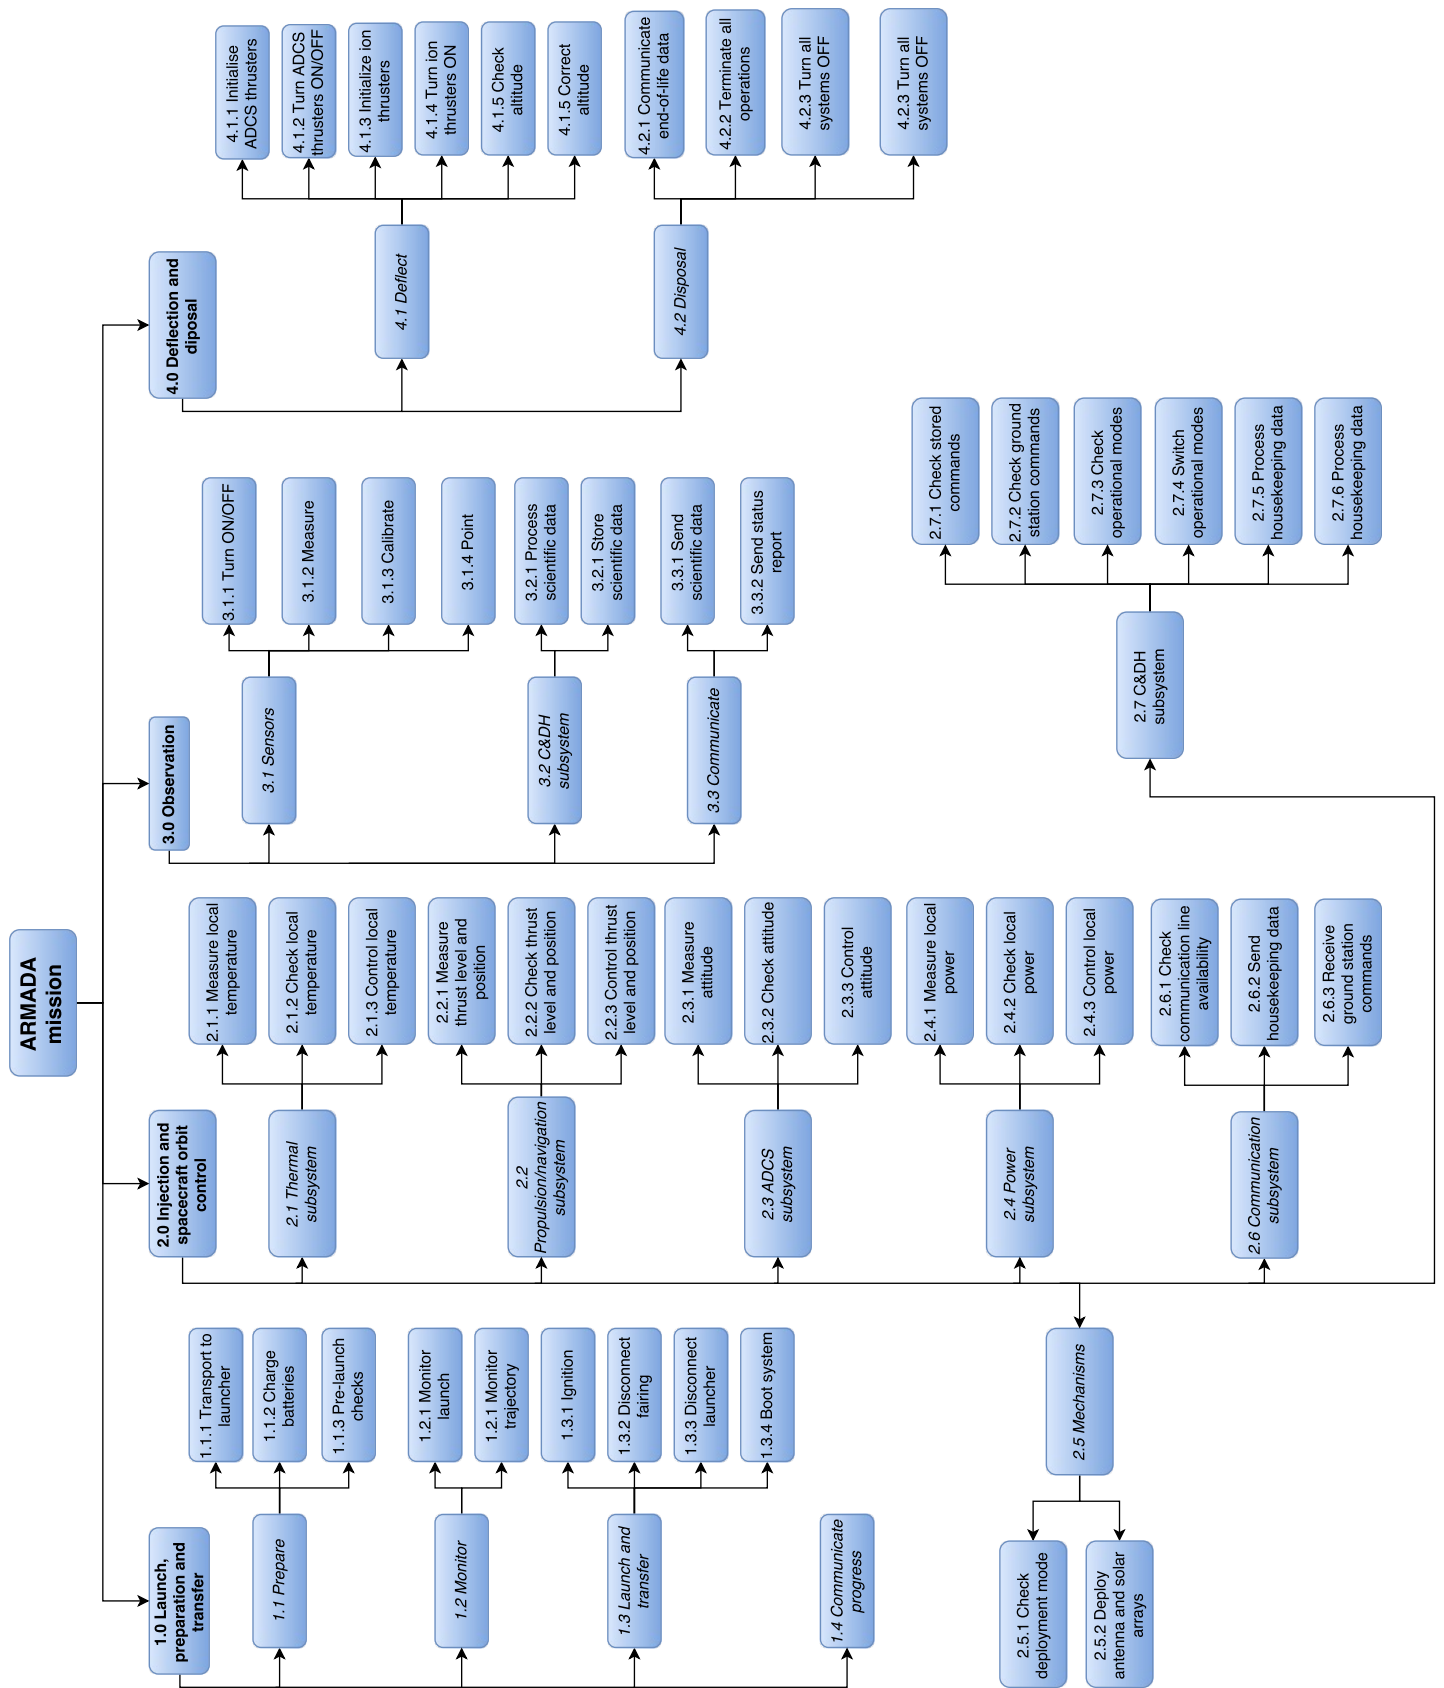 ARMADA
mission
1.0 Launch,
preparation and
transfer
1.1 Prepare
1.1.1 Transport to
launcher
1.1.2 Charge
batteries
1.1.3 Pre-launch
checks
1.2 Monitor
1.2.1 Monitor
launch
1.2.1 Monitor
trajectory
1.3 Launch and
transfer
1.3.1 Ignition
1.3.2 Disconnect
fairing
1.3.3 Disconnect
launcher
1.3.4 Boot system
1.4 Communicate
progress
2.0 Injection and
spacecraft orbit
control
2.1 Thermal
subsystem
2.1.1 Measure local
temperature
2.1.2 Check local
temperature
2.1.3 Control local
temperature
2.2
Propulsion/navigation
subsystem
2.2.1 Measure
thrust level and
position
2.2.2 Check thrust
level and position
2.2.3 Control thrust
level and position
2.3 ADCS
subsystem
2.3.1 Measure
attitude
2.3.2 Check attitude
2.3.3 Control
attitude
2.4 Power
subsystem
2.4.1 Measure local
power
2.4.2 Check local
power
2.4.3 Control local
power
2.5 Mechanisms
2.5.1 Check
deployment mode
2.5.2 Deploy
antenna and solar
arrays
2.6 Communication
subsystem
2.6.1 Check
communication line
availability
2.6.2 Send
housekeeping data
2.6.3 Receive
ground station
commands
2.7 C&DH
subsystem
2.7.1 Check stored
commands
2.7.2 Check ground
station commands
2.7.3 Check
operational modes
2.7.4 Switch
operational modes
2.7.5 Process
housekeeping data
2.7.6 Process
housekeeping data
3.0 Observation
3.1 Sensors
3.1.1 Turn ON/OFF
3.1.2 Measure
3.1.3 Calibrate
3.1.4 Point
3.2 C&DH
subsystem
3.2.1 Process
scientific data
3.2.1 Store
scientific data
3.3 Communicate
3.3.1 Send
scientific data
3.3.2 Send status
report
4.0 Deflection and
diposal
4.1 Deflect
4.1.1 Initialise
ADCS thrusters
4.1.2 Turn ADCS
thrusters ON/OFF
4.1.3 Initialize ion
thrusters
4.1.4 Turn ion
thrusters ON
4.1.5 Check
altitude
4.1.5 Correct
altitude
4.2 Disposal
4.2.1 Communicate
end-of-life data
4.2.2 Terminate all
operations
4.2.3 Turn all
systems OFF
4.2.3 Turn all
systems OFF